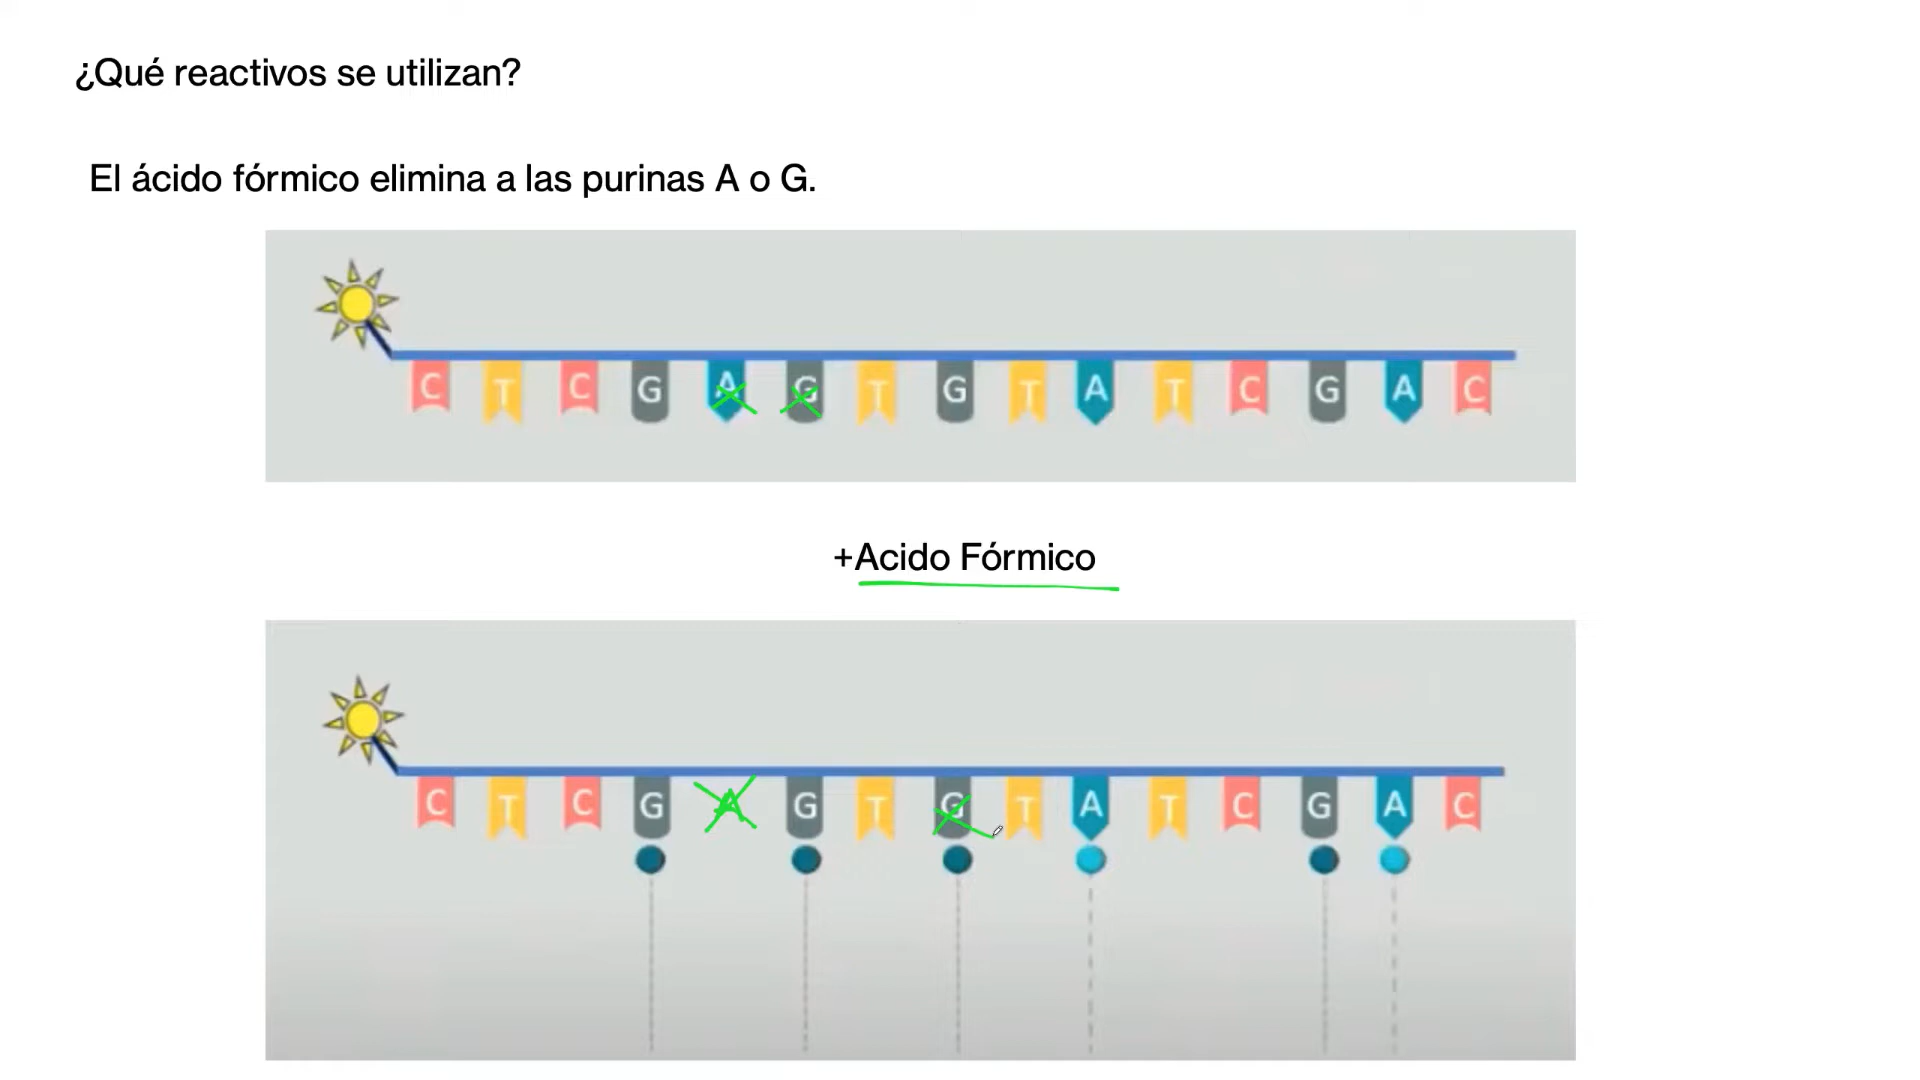 ¿Qué reactivos se utilizan?
El ácido fórmico elimina a las purinas A o G.
C T C G A G T G T A T C G A C
+Acido Fórmico
C T C G A G T G T A T C G A C